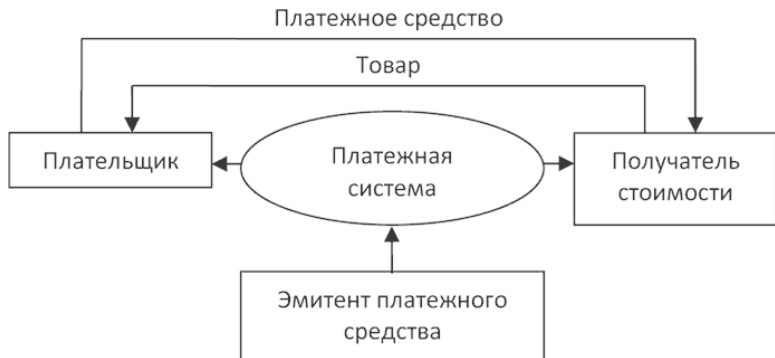 Платежное средство
Товар
Плательщик
Платежная
система
Получатель
стоимости
Эмитент платежного
средства